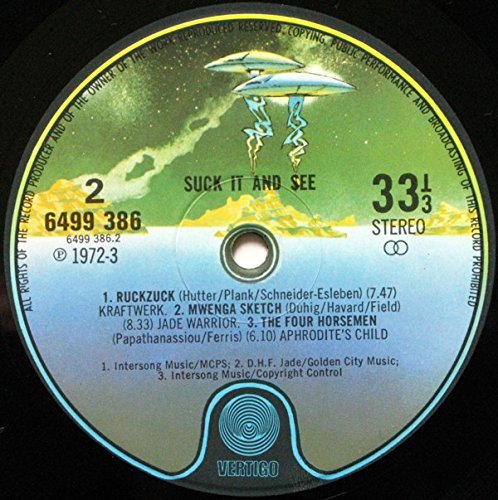 ALL RIGHTS OF THE RECORD PRODUCER AND OF THE OWNER OF THE WORK REPRODUCED RESERVED. COPYING, PUBLIC PERFORMANCE AND BROADCASTING OF THIS RECORD PROHIBITED
SUCK IT AND SEE
2
6499 386
6499 386.2
℗ 1972-3
33⅓
STEREO
1. RUCKZUCK (Hutter/Plank/Schneider-Esleben) (7.47)
KRAFTWERK. 2. MWENGA SKETCH (Duhig/Havard/Field)
(8.33) JADE WARRIOR. 3. THE FOUR HORSEMEN
(Papathanassiou/Ferris) (6.10) APHRODITE'S CHILD
1. Intersong Music/MCPS; 2. D.H.F. Jade/Golden City Music;
3. Intersong Music/Copyright Control
VERTIGO